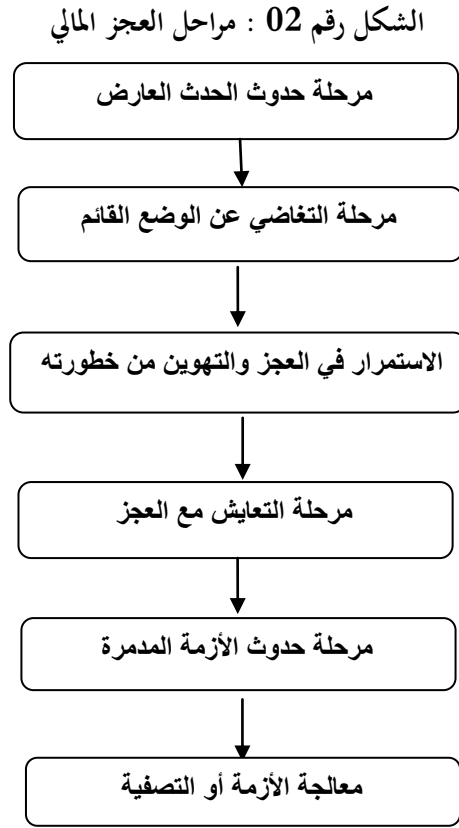 الشكل رقم 02 : مراحل العجز المالي
مرحلة حدوث الحدث العارض
مرحلة التغاضي عن الوضع القائم
الاستمرار في العجز والتهوين من خطورته
مرحلة التعايش مع العجز
مرحلة حدوث الأزمة المدمرة
معالجة الأزمة أو التصفية